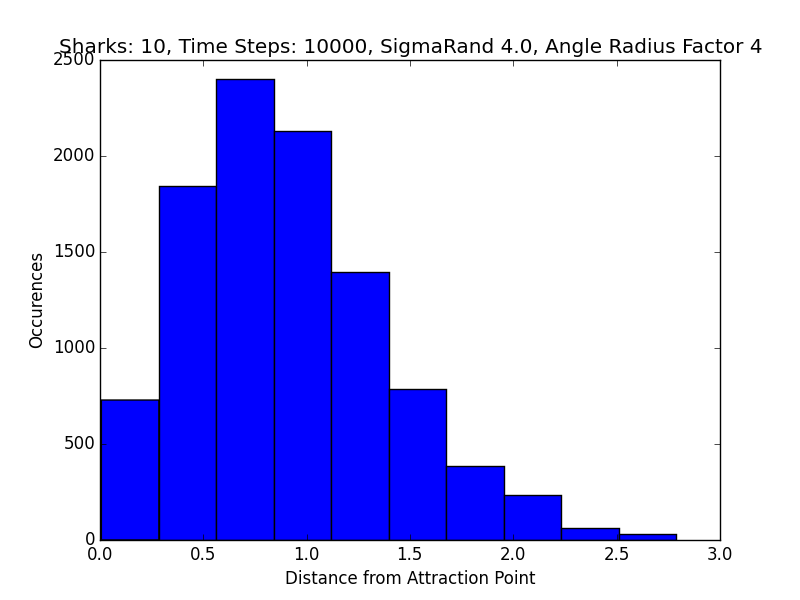 Sharks: 10, Time Steps: 10000, SigmaRand 4.0, Angle Radius Factor 4
2500
2000
1500
1000
500
0
Occurences
0.0 0.5 1.0 1.5 2.0 2.5 3.0
Distance from Attraction Point